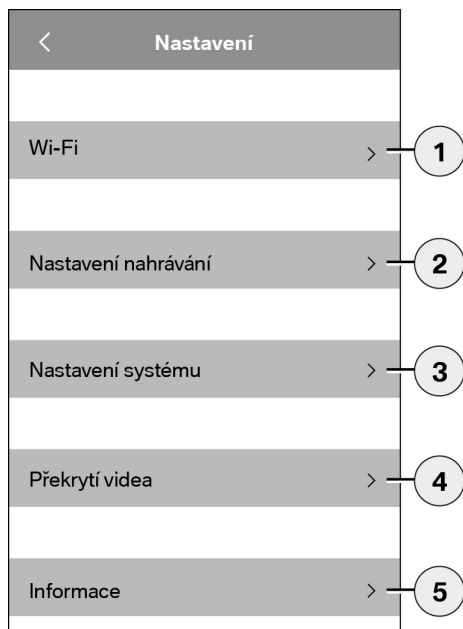 Nastavení
Wi-Fi
1
Nastavení nahrávání
2
Nastavení systému
3
Překrytí videa
4
Informace
5